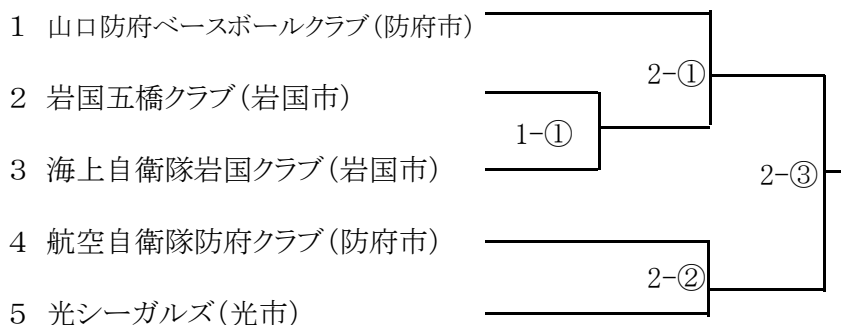 1 山口防府ベースボールクラブ(防府市)
2-①
2 岩国五橋クラブ(岩国市)
1-①
3 海上自衛隊岩国クラブ(岩国市)
2-③
4 航空自衛隊防府クラブ(防府市)
2-②
5 光シーガルズ(光市)